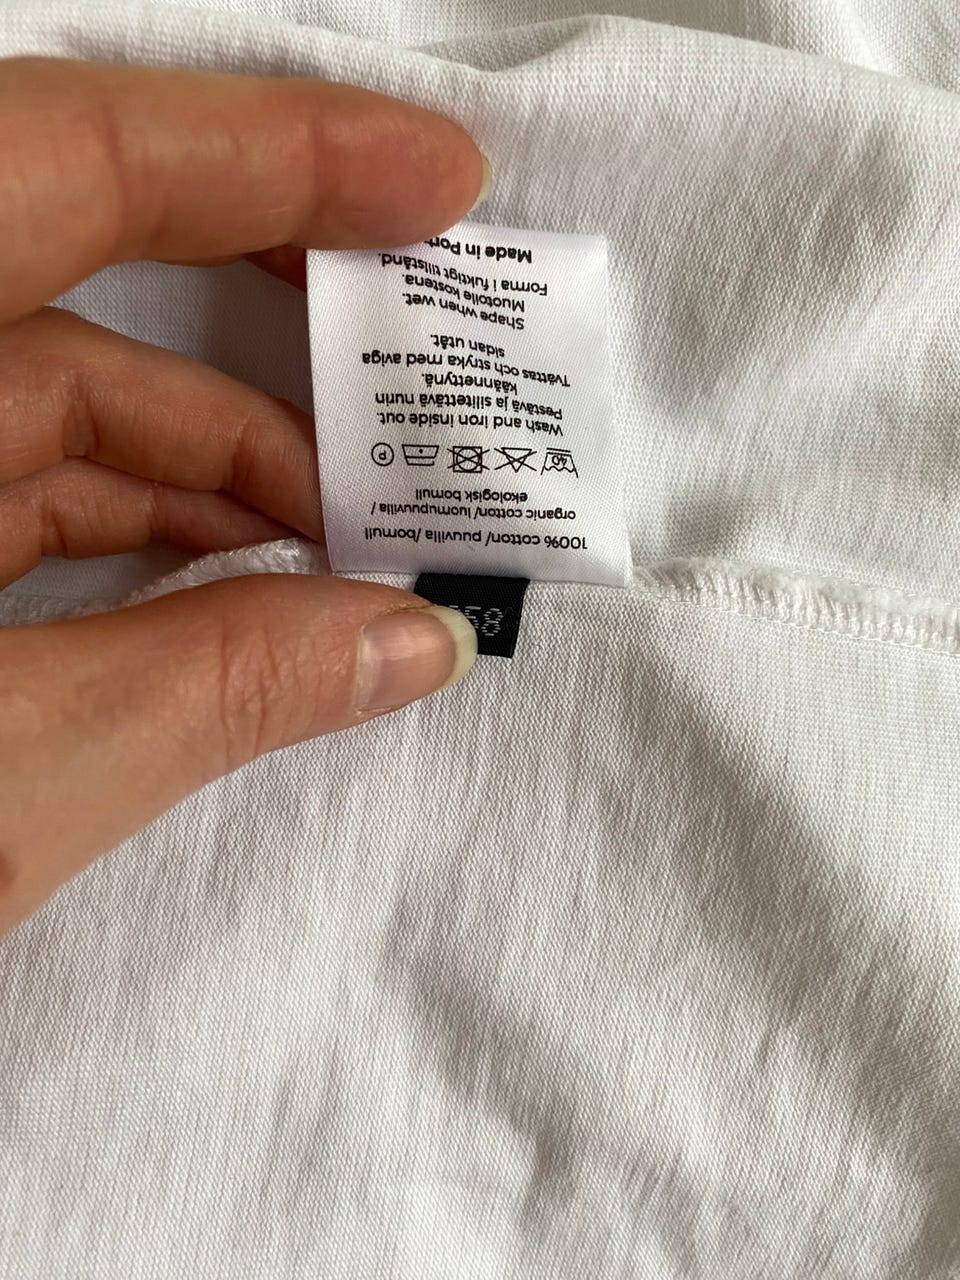 100% cotton/ puuvilla /bomull
organic cotton/ luomupuuvilla /
ekologisk bomull
40 P
Wash and iron inside out.
Pestävä ja silitettävä nurin
käännettynä.
Tvättas och stryka med aviga
sidan utåt.
Shape when wet.
Muotoile kosteana.
Forma i fuktigt tillstånd.
Made in